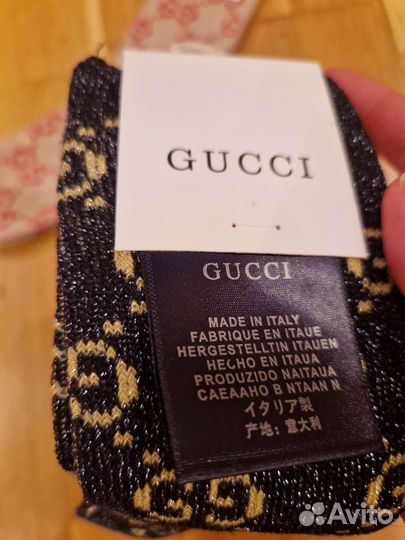 GUCCI
GUCCI
MADE IN ITALY
FABRIQUE EN ITAUE
HERGESTELLTIN ITAUEN
HECHO EN ITAUA
PRODUZIDO NAITAUA
CAEAAHO B NTAAN N
イタリア製
产地: 意大利
Avito